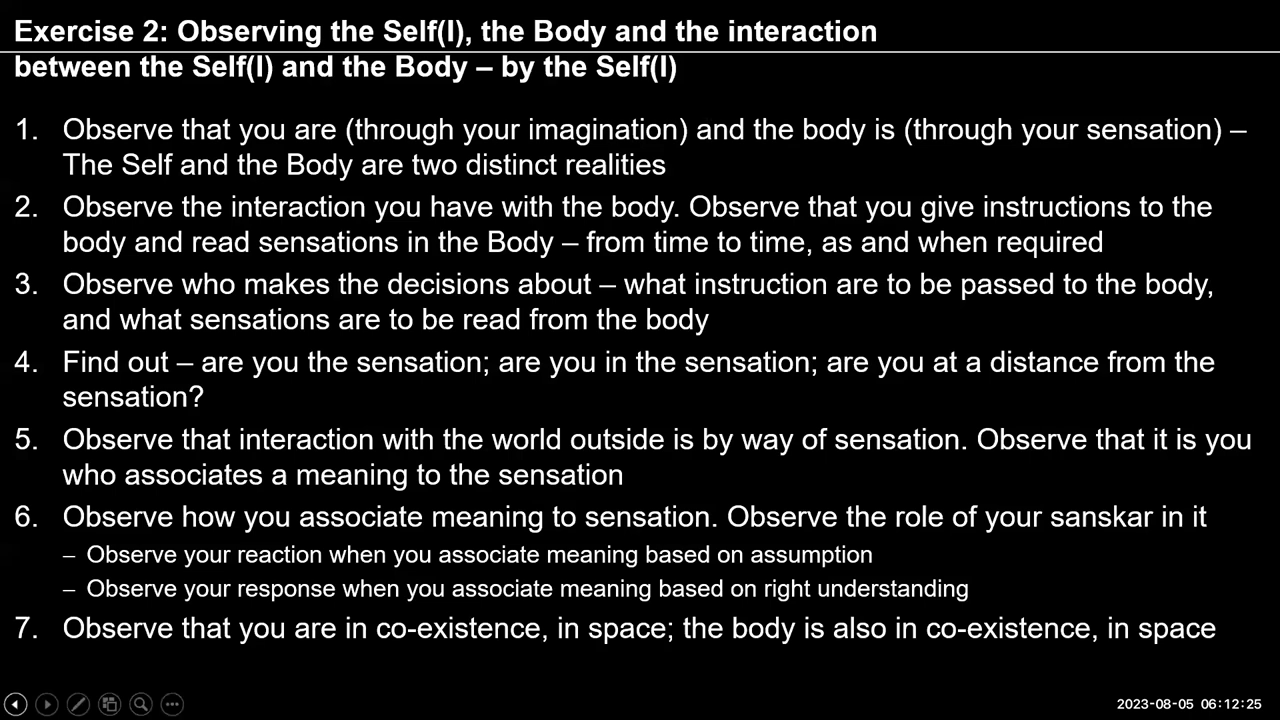 Exercise 2: Observing the Self(I), the Body and the interaction
between the Self(I) and the Body – by the Self(I)
1. Observe that you are (through your imagination) and the body is (through your sensation) –
The Self and the Body are two distinct realities
2. Observe the interaction you have with the body. Observe that you give instructions to the
body and read sensations in the Body – from time to time, as and when required
3. Observe who makes the decisions about – what instruction are to be passed to the body,
and what sensations are to be read from the body
4. Find out – are you the sensation; are you in the sensation; are you at a distance from the
sensation?
5. Observe that interaction with the world outside is by way of sensation. Observe that it is you
who associates a meaning to the sensation
6. Observe how you associate meaning to sensation. Observe the role of your sanskar in it
– Observe your reaction when you associate meaning based on assumption
– Observe your response when you associate meaning based on right understanding
7. Observe that you are in co-existence, in space; the body is also in co-existence, in space
2023-08-05 06:12:25